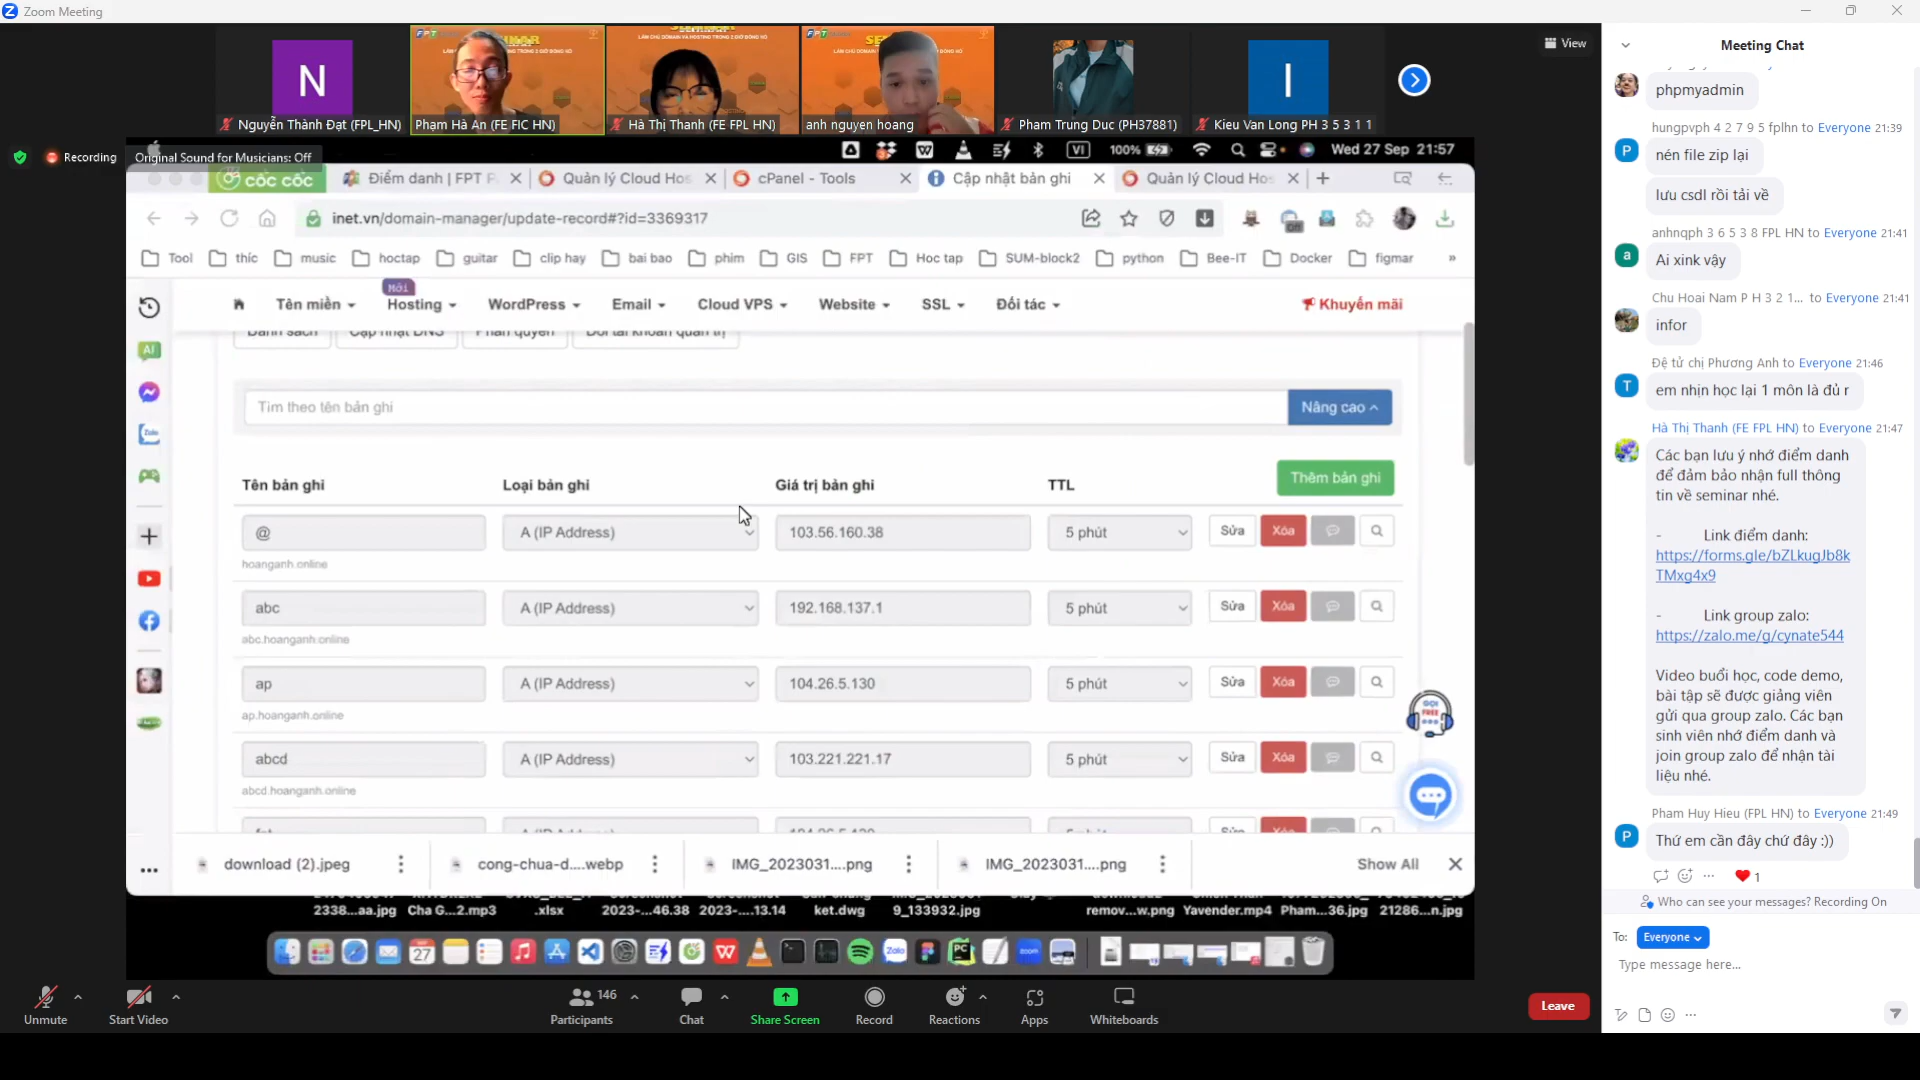 Zoom Meeting
View
N
I
Nguyễn Thành Đạt (FPL_HN)
Phạm Hà An (FE FIC HN)
Hà Thị Thanh (FE FPL HN)
anh nguyen hoang
Pham Trung Duc (PH37881)
Kieu Van Long PH 3 5 3 1 1
Recording
Original Sound for Musicians: Off
VI
100%
Wed 27 Sep 21:57
cốc cốc
Điểm danh | FPT P
Quản lý Cloud Hos
cPanel - Tools
Cập nhật bản ghi
Quản lý Cloud Hos
inet.vn/domain-manager/update-record#?id=3369317
Tool
thíc
music
hoctap
guitar
clip hay
bai bao
phim
GIS
FPT
Hoc tap
SUM-block2
python
Bee-IT
Docker
figmar
»
Mới
Tên miền
Hosting
WordPress
Email
Cloud VPS
Website
SSL
Đối tác
Khuyến mãi
Danh sách
Cập nhật DNS
Phân quyền
Đổi tài khoản quản trị
Tìm theo tên bản ghi
Nâng cao
Tên bản ghi
Loại bản ghi
Giá trị bản ghi
TTL
Thêm bản ghi
@
A (IP Address)
103.56.160.38
5 phút
Sửa
Xóa
hoanganh.online
abc
A (IP Address)
192.168.137.1
5 phút
Sửa
Xóa
abc.hoanganh.online
ap
A (IP Address)
104.26.5.130
5 phút
Sửa
Xóa
ap.hoanganh.online
abcd
A (IP Address)
103.221.221.17
5 phút
Sửa
Xóa
abcd.hoanganh.online
GỌI
FREE
download (2).jpeg
cong-chua-d....webp
IMG_2023031....png
IMG_2023031....png
Show All
2338...aa.jpg
Cha G...2.mp3
.xlsx
2023-...46.38
2023-....13.14
ket.dwg
9_133932.jpg
remov...w.png
Yavender.mp4
Pham...36.jpg
21286...n.jpg
Unmute
Start Video
146
Participants
Chat
Share Screen
Record
Reactions
Apps
Whiteboards
Leave
Meeting Chat
phpmyadmin
hungpvph 4 2 7 9 5 fplhn to Everyone 21:39
P
nén file zip lại
lưu csdl rồi tải về
anhnqph 3 6 5 3 8 FPL HN to Everyone 21:41
a
Ai xink vậy
Chu Hoai Nam P H 3 2 1... to Everyone 21:41
infor
Đệ tử chị Phương Anh to Everyone 21:46
T
em nhịn học lại 1 môn là đủ r
Hà Thị Thanh (FE FPL HN) to Everyone 21:47
Các bạn lưu ý nhớ điểm danh
để đảm bảo nhận full thông
tin về seminar nhé.
- Link điểm danh:
https://forms.gle/bZLkugJb8k
TMxg4x9
- Link group zalo:
https://zalo.me/g/cynate544
Video buổi học, code demo,
bài tập sẽ được giảng viên
gửi qua group zalo. Các bạn
sinh viên nhớ điểm danh và
join group zalo để nhận tài
liệu nhé.
Pham Huy Hieu (FPL HN) to Everyone 21:49
P
Thứ em cần đây chứ đây :))
1
Who can see your messages? Recording On
To: Everyone
Type message here...